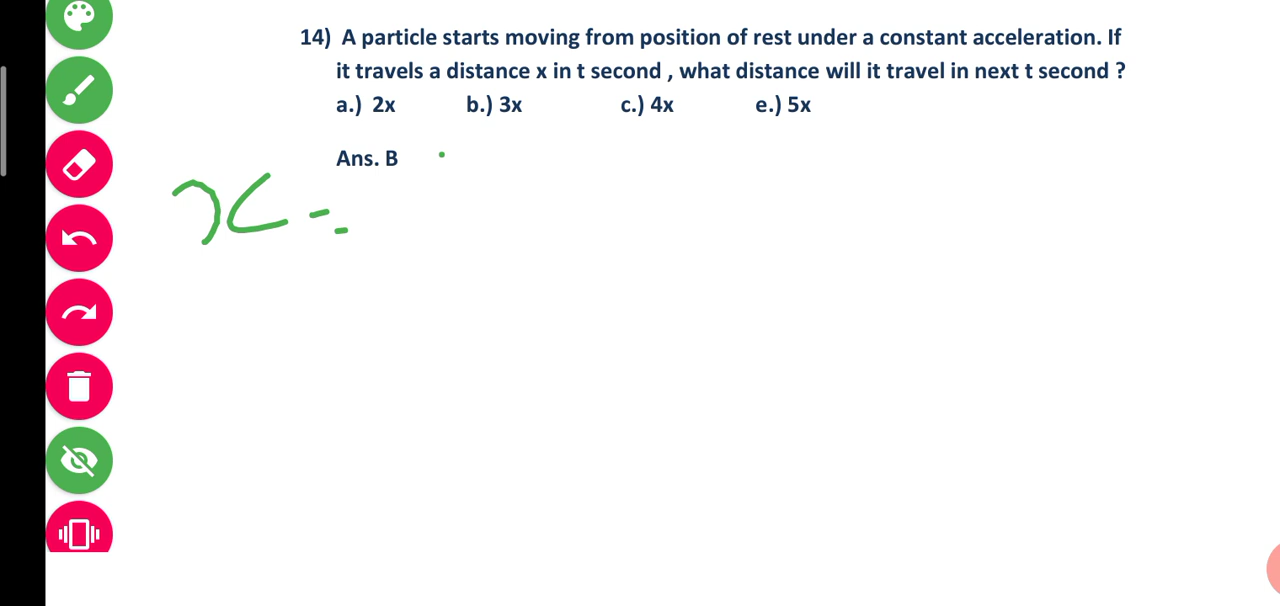 14) A particle starts moving from position of rest under a constant acceleration. If
it travels a distance x in t second , what distance will it travel in next t second ?
a.) 2x b.) 3x c.) 4x e.) 5x
Ans. B
x =